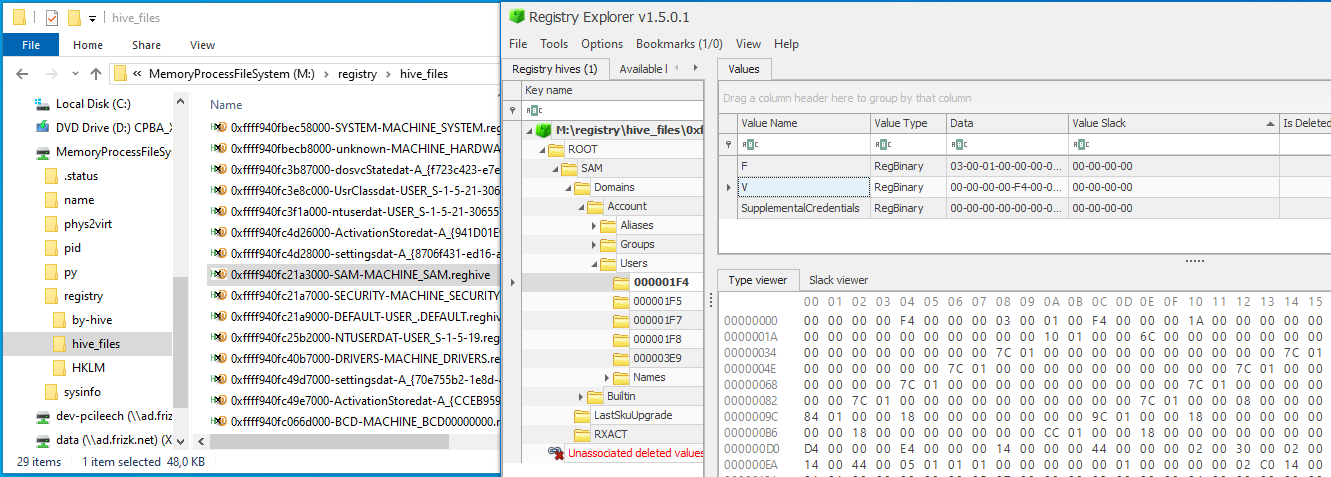 hive_files
File Home Share View
« MemoryProcessFileSystem (M:) > registry > hive_files
Local Disk (C:)
DVD Drive (D:) CPBA_X
MemoryProcessFileSys
.status
name
phys2virt
pid
py
registry
by-hive
hive_files
HKLM
sysinfo
dev-pcileech (\\ad.friz
data (\\ad.frizk.net) (X
Name
0xffff940fbec58000-SYSTEM-MACHINE_SYSTEM.reg
0xffff940fbecb8000-unknown-MACHINE_HARDWA
0xffff940fc3b87000-dosvcStatedat-A_{f723c423-e7e
0xffff940fc3e8c000-UsrClassdat-USER_S-1-5-21-306
0xffff940fc3f1a000-ntuserdat-USER_S-1-5-21-30655
0xffff940fc4d26000-ActivationStoredat-A_{941D01E
0xffff940fc4d28000-settingsdat-A_{8706f431-ed16-a
0xffff940fc21a3000-SAM-MACHINE_SAM.reghive
0xffff940fc21a7000-SECURITY-MACHINE_SECURITY
0xffff940fc21a9000-DEFAULT-USER_.DEFAULT.reghiv
0xffff940fc25b2000-NTUSERDAT-USER_S-1-5-19.regh
0xffff940fc40b7000-DRIVERS-MACHINE_DRIVERS.re
0xffff940fc49d7000-settingsdat-A_{70e755b2-1e8d-4
0xffff940fc49e7000-ActivationStoredat-A_{CCEB959
0xffff940fc066d000-BCD-MACHINE_BCD00000000.r
29 items 1 item selected 48,0 KB
Registry Explorer v1.5.0.1
File Tools Options Bookmarks (1/0) View Help
Registry hives (1) Available l
Key name
M:\registry\hive_files\0xf
ROOT
SAM
Domains
Account
Aliases
Groups
Users
000001F4
000001F5
000001F7
000001F8
000003E9
Names
Builtin
LastSkuUpgrade
RXACT
Unassociated deleted values
Values
Drag a column header here to group by that column
Value Name Value Type Data Value Slack Is Deleted
F RegBinary 03-00-01-00-00-00-0... 00-00-00-00
V RegBinary 00-00-00-00-F4-00-0... 00-00-00-00
SupplementalCredentials RegBinary 00-00-00-00-00-00-0... 00-00-00-00
Type viewer Slack viewer
00 01 02 03 04 05 06 07 08 09 0A 0B 0C 0D 0E 0F 10 11 12 13 14 15
00000000 00 00 00 00 F4 00 00 00 03 00 01 00 F4 00 00 00 1A 00 00 00 00 00
0000001A 00 00 00 00 00 00 00 00 00 00 10 01 00 00 6C 00 00 00 00 00 00 00
00000034 00 00 00 00 00 00 00 00 7C 01 00 00 00 00 00 00 00 00 00 00 7C 01
0000004E 00 00 00 00 00 00 7C 01 00 00 00 00 00 00 00 00 00 00 7C 01 00 00
00000068 00 00 00 00 7C 01 00 00 00 00 00 00 00 00 00 00 7C 01 00 00 00 00
00000082 00 00 7C 01 00 00 00 00 00 00 00 00 00 00 7C 01 00 00 08 00 00 00
0000009C 84 01 00 00 18 00 00 00 00 00 00 00 9C 01 00 00 18 00 00 00 00 00
000000B6 00 00 18 00 00 00 00 00 00 00 CC 01 00 00 18 00 00 00 00 00 00 00
000000D0 D4 00 00 00 E4 00 00 00 14 00 00 00 44 00 00 00 02 00 30 00 02 00
000000EA 14 00 44 00 05 01 01 01 00 00 00 00 00 01 00 00 00 00 02 C0 14 00